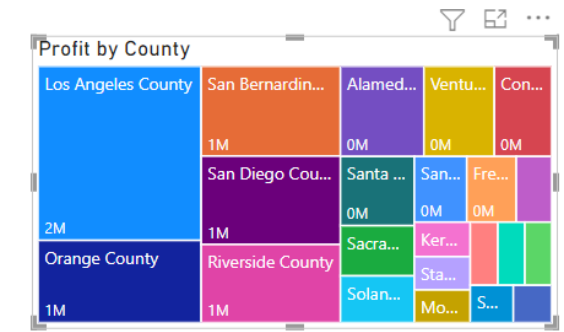 Profit by County
Los Angeles County
2M
Orange County
1M
San Bernardin...
1M
San Diego Cou...
1M
Riverside County
1M
Alamed...
0M
Ventu...
0M
Con...
0M
Santa ...
0M
San...
0M
Fre...
0M
Sacra...
Solan...
Ker...
Sta...
Mo...
S...